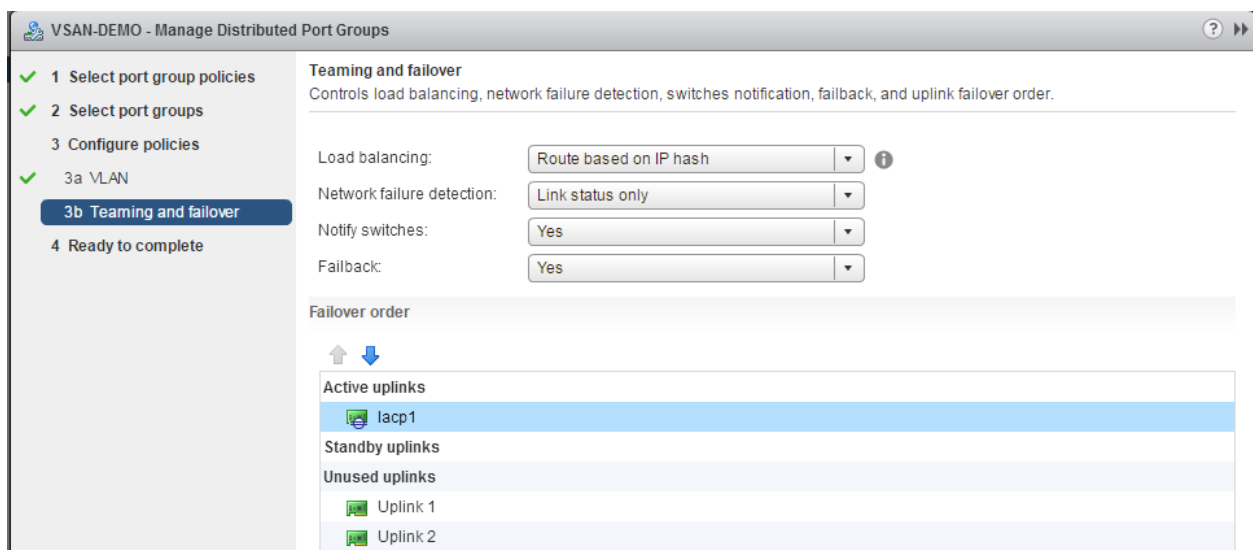 VSAN-DEMO - Manage Distributed Port Groups
?
1 Select port group policies
2 Select port groups
3 Configure policies
3a VLAN
3b Teaming and failover
4 Ready to complete
Teaming and failover
Controls load balancing, network failure detection, switches notification, failback, and uplink failover order.
Load balancing: Route based on IP hash
Network failure detection: Link status only
Notify switches: Yes
Failback: Yes
Failover order
Active uplinks
lacp1
Standby uplinks
Unused uplinks
Uplink 1
Uplink 2